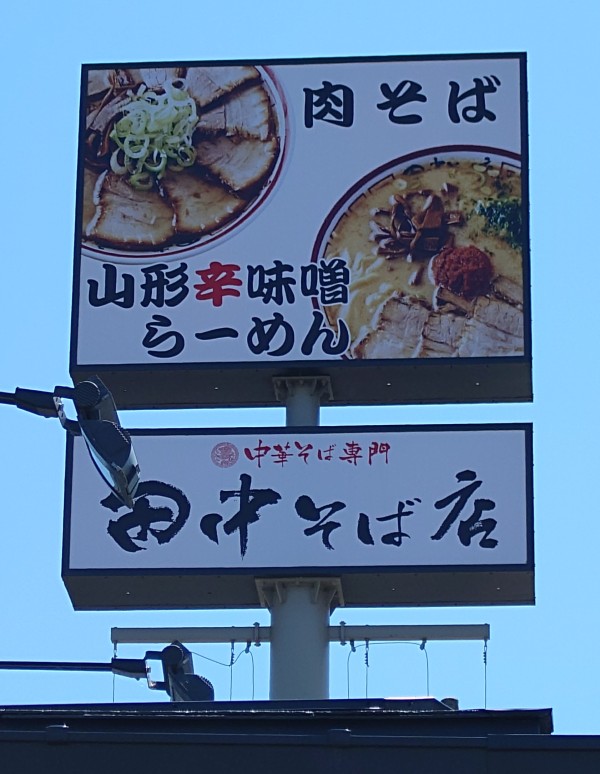 肉そば
山形辛味噌
らーめん
中華そば専門
田中そば店